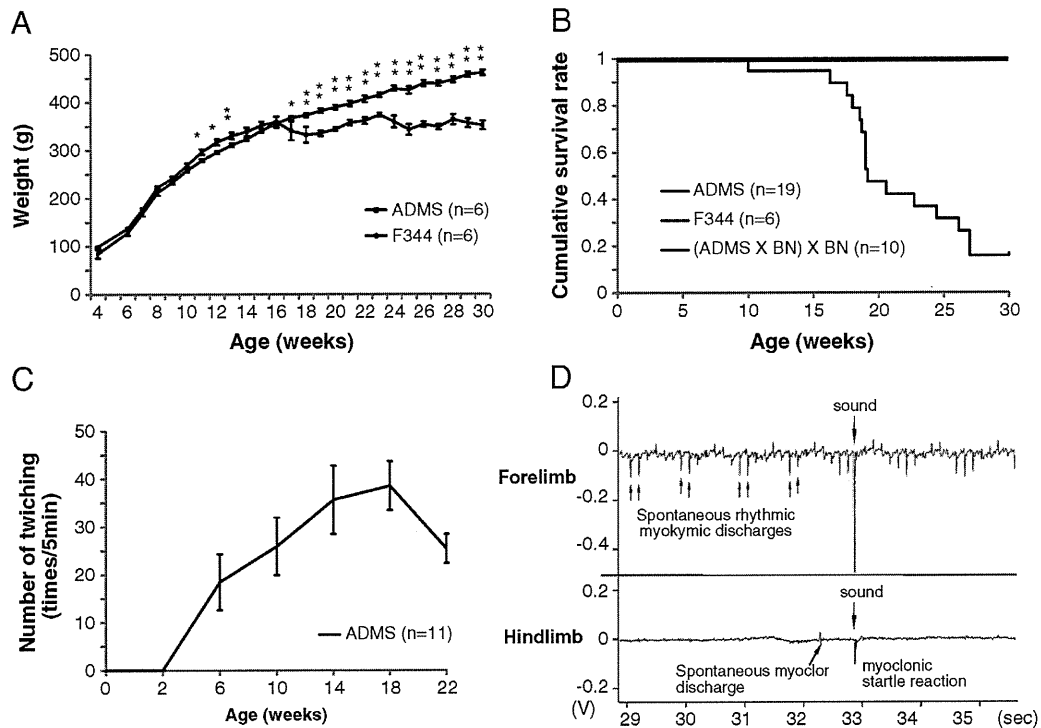 A
500
400
300
200
100
0
Weight (g)
ADMS (n=6)
F344 (n=6)
4 6 8 10 12 14 16 18 20 22 24 26 28 30
Age (weeks)
B
1
0.8
0.6
0.4
0.2
0
Cumulative survival rate
ADMS (n=19)
F344 (n=6)
(ADMS X BN) X BN (n=10)
0 5 10 15 20 25 30
Age (weeks)
C
50
40
30
20
10
0
Number of twiching
(times/5min)
ADMS (n=11)
0 2 6 10 14 18 22
Age (weeks)
D
0.2
0
-0.2
-0.4
sound
Forelimb
Spontaneous rhythmic
myokymic discharges
0.2
0
-0.2
sound
Hindlimb
Spontaneous myoclor
discharge
myoclonic
startle reaction
(V)
29 30 31 32 33 34 35 (sec)